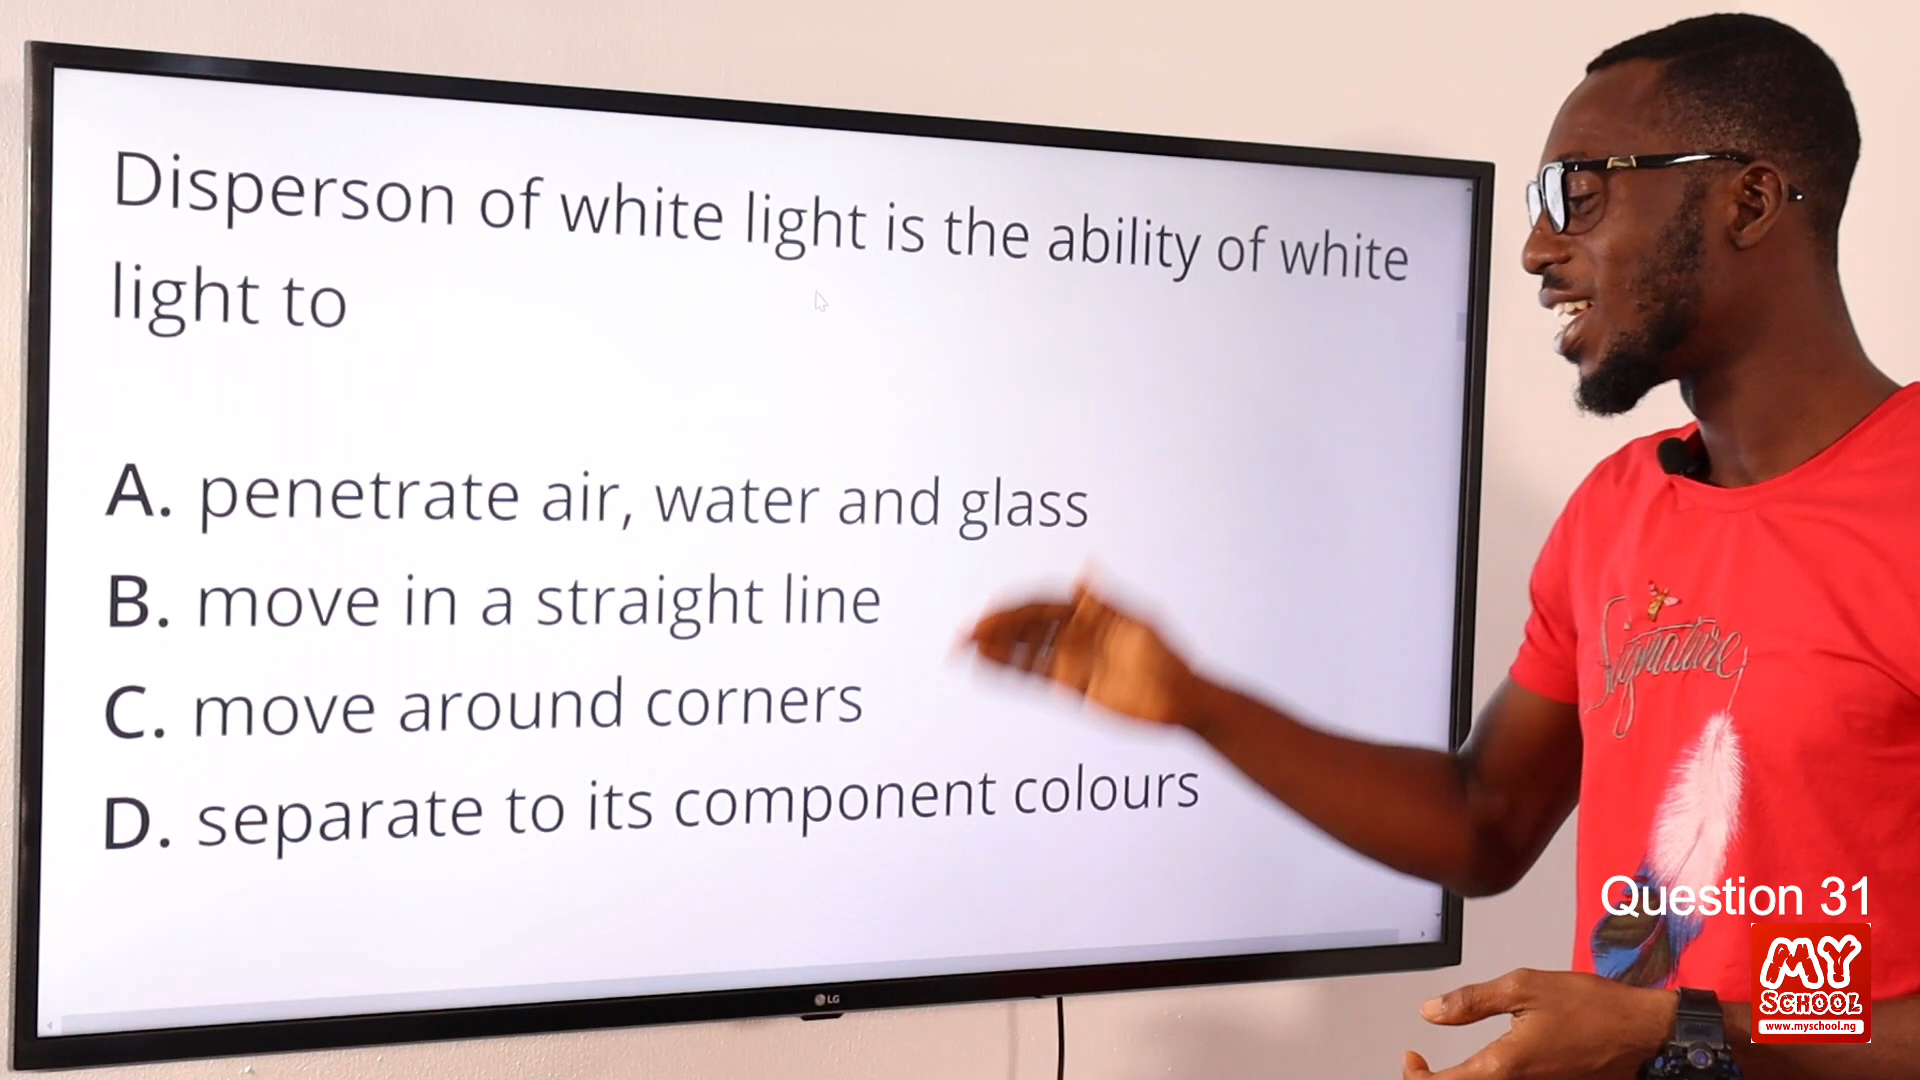 Disperson of white light is the ability of white
light to
A. penetrate air, water and glass
B. move in a straight line
C. move around corners
D. separate to its component colours
LG
Signature
Question 31
MY
SCHOOL
www.myschool.ng